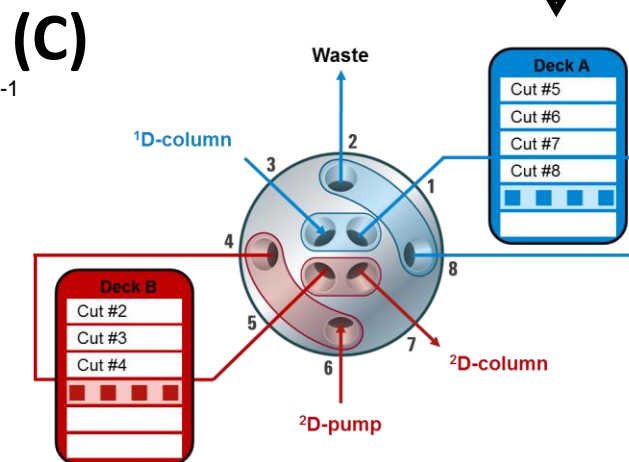 (C)
-1
Waste
Deck A
Cut #5
Cut #6
Cut #7
Cut #8
¹D-column
2
3
1
4
8
5
7
6
Deck B
Cut #2
Cut #3
Cut #4
²D-column
²D-pump